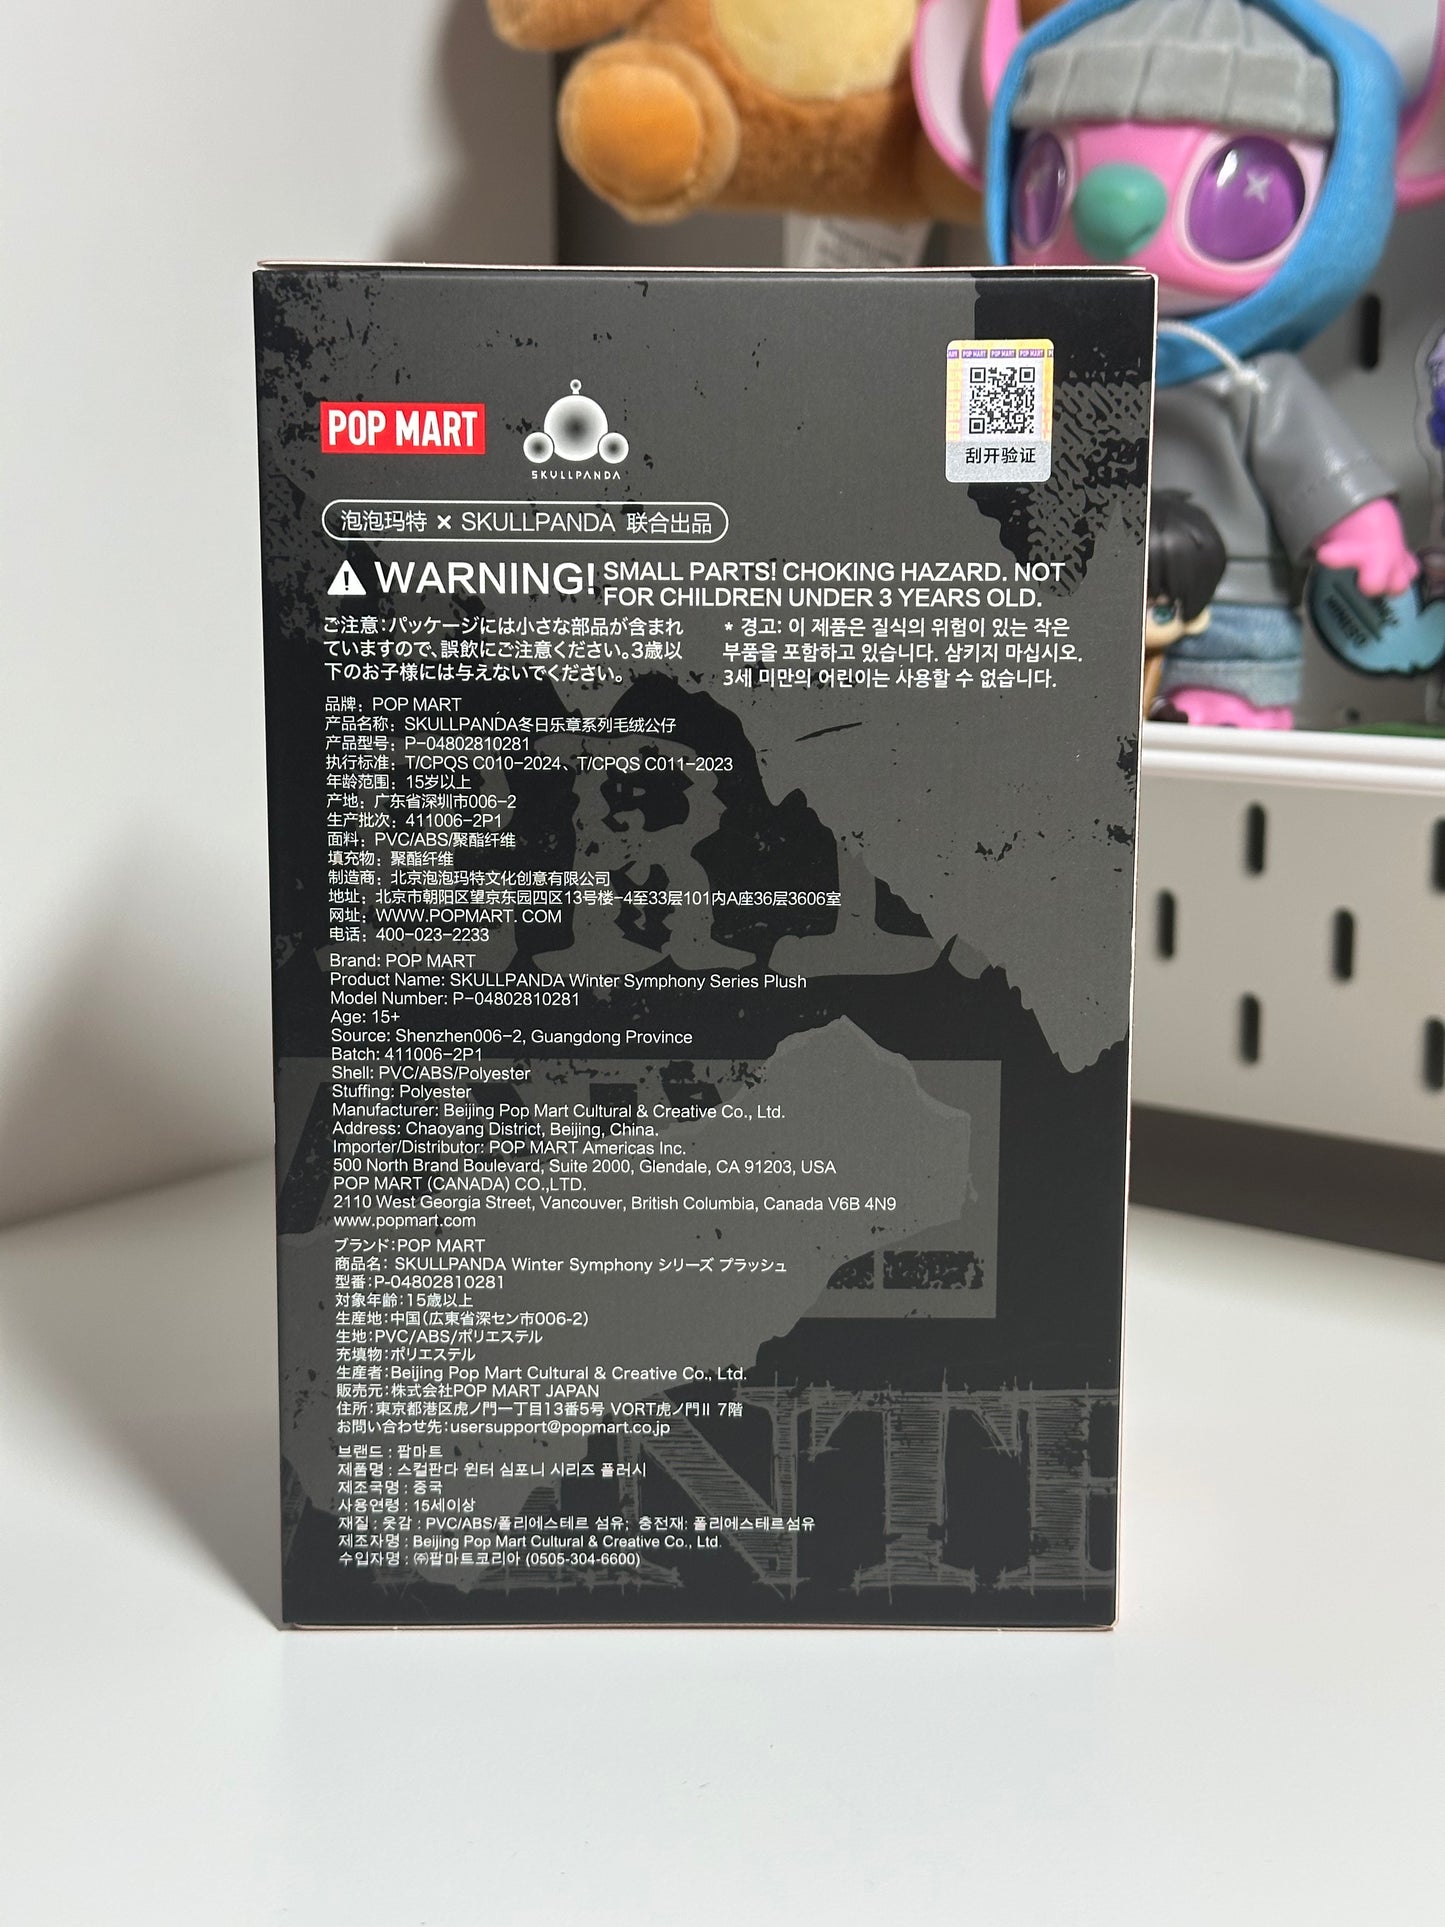 POP MART
SKULLPANDA
POP MART POP MART POP MART
刮开验证
泡泡玛特 × SKULLPANDA 联合出品
WARNING! SMALL PARTS! CHOKING HAZARD. NOT
FOR CHILDREN UNDER 3 YEARS OLD.
ご注意:パッケージには小さな部品が含まれ
ていますので、誤飲にご注意ください。3歳以
下のお子様には与えないでください。
* 경고: 이 제품은 질식의 위험이 있는 작은
부품을 포함하고 있습니다. 삼키지 마십시오.
3세 미만의 어린이는 사용할 수 없습니다.
品牌：POP MART
产品名称：SKULLPANDA冬日乐章系列毛绒公仔
产品型号：P-04802810281
执行标准：T/CPQS C010-2024、T/CPQS C011-2023
年龄范围：15岁以上
产地：广东省深圳市006-2
生产批次：411006-2P1
面料：PVC/ABS/聚酯纤维
填充物：聚酯纤维
制造商：北京泡泡玛特文化创意有限公司
地址：北京市朝阳区望京东园四区13号楼-4至33层101内A座36层3606室
网址：WWW.POPMART.COM
电话：400-023-2233
Brand: POP MART
Product Name: SKULLPANDA Winter Symphony Series Plush
Model Number: P-04802810281
Age: 15+
Source: Shenzhen006-2, Guangdong Province
Batch: 411006-2P1
Shell: PVC/ABS/Polyester
Stuffing: Polyester
Manufacturer: Beijing Pop Mart Cultural & Creative Co., Ltd.
Address: Chaoyang District, Beijing, China.
Importer/Distributor: POP MART Americas Inc.
500 North Brand Boulevard, Suite 2000, Glendale, CA 91203, USA
POP MART (CANADA) CO.,LTD.
2110 West Georgia Street, Vancouver, British Columbia, Canada V6B 4N9
www.popmart.com
ブランド:POP MART
商品名: SKULLPANDA Winter Symphony シリーズ プラッシュ
型番:P-04802810281
対象年齢:15歳以上
生産地:中国(広東省深セン市006-2)
生地:PVC/ABS/ポリエステル
充填物:ポリエステル
生産者:Beijing Pop Mart Cultural & Creative Co., Ltd.
販売元:株式会社POP MART JAPAN
住所:東京都港区虎ノ門一丁目13番5号 VORT虎ノ門II 7階
お問い合わせ先:usersupport@popmart.co.jp
브랜드 : 팝마트
제품명 : 스컬판다 윈터 심포니 시리즈 플러시
제조국명 : 중국
사용연령 : 15세이상
재질 : 옷감 : PVC/ABS/폴리에스테르 섬유; 충전재: 폴리에스테르섬유
제조자명 : Beijing Pop Mart Cultural & Creative Co., Ltd.
수입자명 : ㈜팝마트코리아 (0505-304-6600)